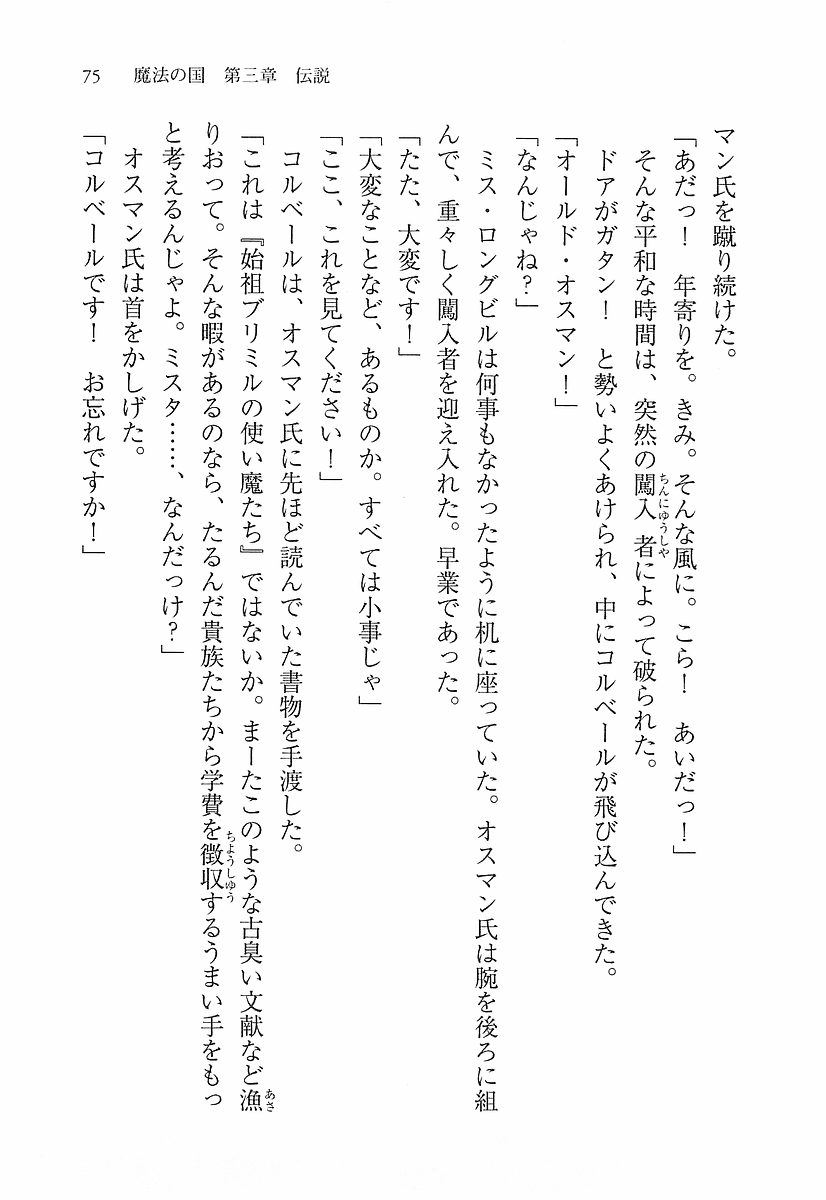 75　魔法の国　第三章　伝説
マン氏を蹴り続けた。
「あだっ！　年寄りを。きみ。そんな風に。こら！　あいだっ！」
そんな平和な時間は、突然の闖入者によって破られた。
ちんにゆうしや
ドアがガタン！　と勢いよくあけられ、中にコルベールが飛び込んできた。
「オールド・オスマン！」
「なんじゃね？」
ミス・ロングビルは何事もなかったように机に座っていた。オスマン氏は腕を後ろに組
んで、重々しく闖入者を迎え入れた。早業であった。
「たた、大変です！」
「大変なことなど、あるものか。すべては小事じゃ」
「ここ、これを見てください！」
コルベールは、オスマン氏に先ほど読んでいた書物を手渡した。
「これは『始祖ブリミルの使い魔たち』ではないか。まーたこのような古臭い文献など漁
あさ
りおって。そんな暇があるのなら、たるんだ貴族たちから学費を徴収するうまい手をもっ
ちようしゆう
と考えるんじゃよ。ミスタ……、なんだっけ？」
オスマン氏は首をかしげた。
「コルベールです！　お忘れですか！」